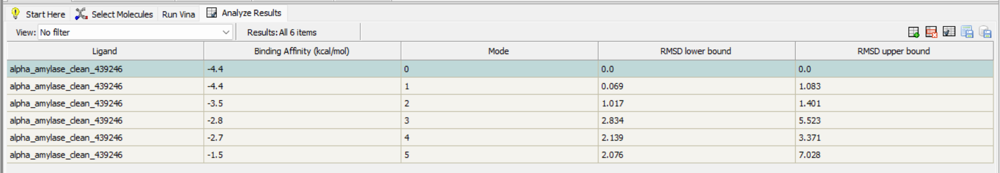 Start Here Select Molecules Run Vina Analyze Results
View: No filter Results: All 6 items
Ligand Binding Affinity (kcal/mol) Mode RMSD lower bound RMSD upper bound
alpha_amylase_clean_439246 -4.4 0 0.0 0.0
alpha_amylase_clean_439246 -4.4 1 0.069 1.083
alpha_amylase_clean_439246 -3.5 2 1.017 1.401
alpha_amylase_clean_439246 -2.8 3 2.834 5.523
alpha_amylase_clean_439246 -2.7 4 2.139 3.371
alpha_amylase_clean_439246 -1.5 5 2.076 7.028